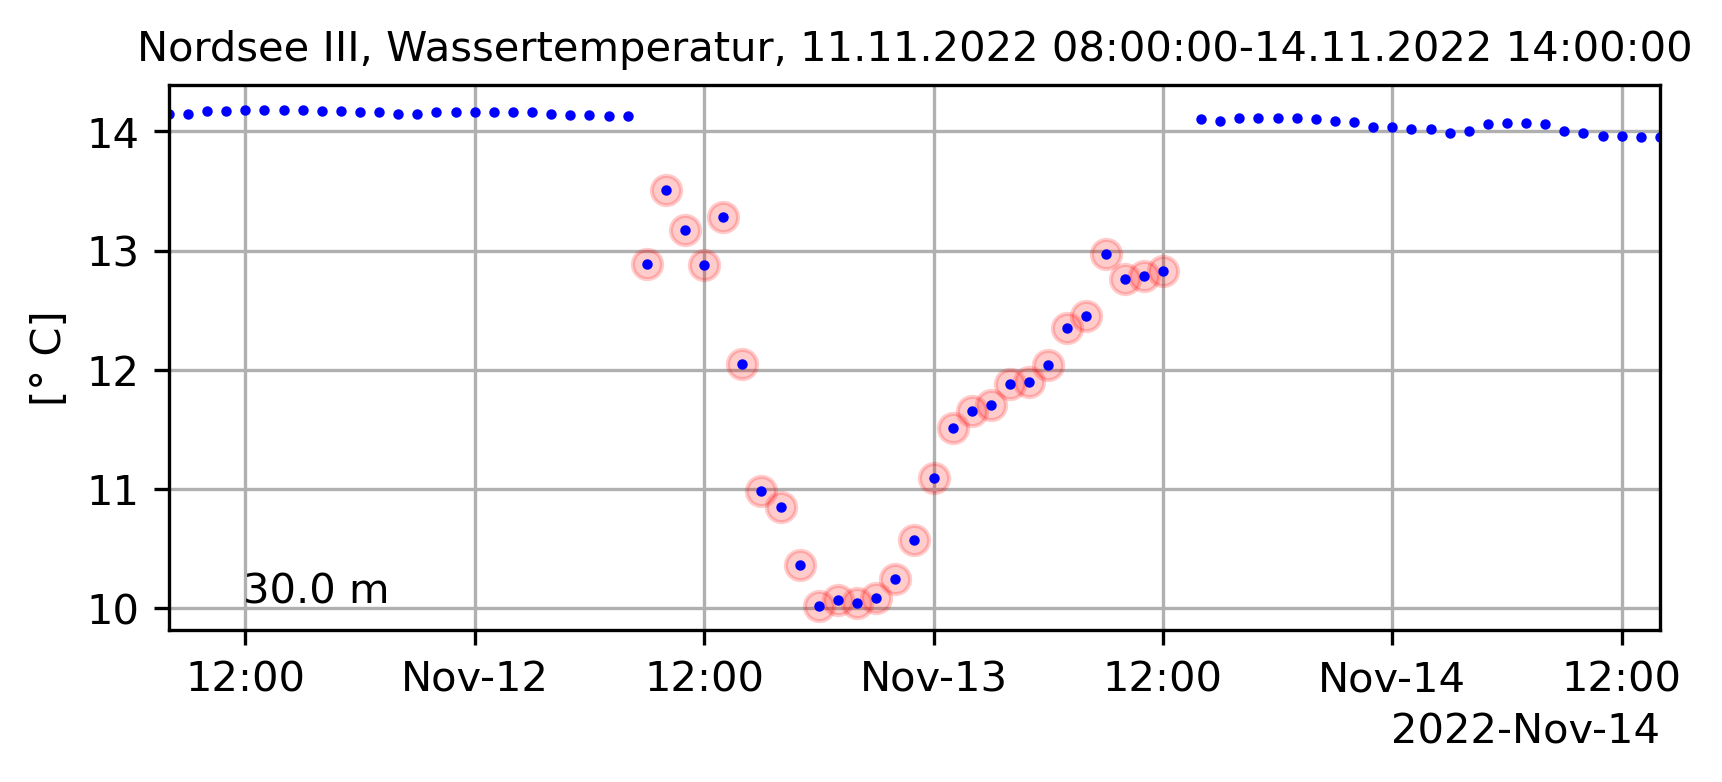 Nordsee III, Wassertemperatur, 11.11.2022 08:00:00-14.11.2022 14:00:00
14
13
12
11
10
[° C]
30.0 m
12:00 Nov-12 12:00 Nov-13 12:00 Nov-14 12:00
2022-Nov-14